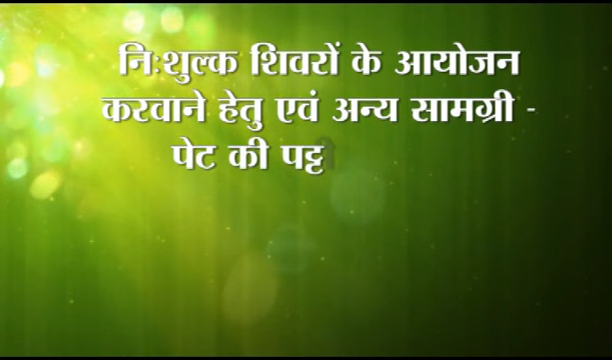 निःशुल्क शिवरों के आयोजन
करवाने हेतु एवं अन्य सामग्री -
पेट की पट्ट